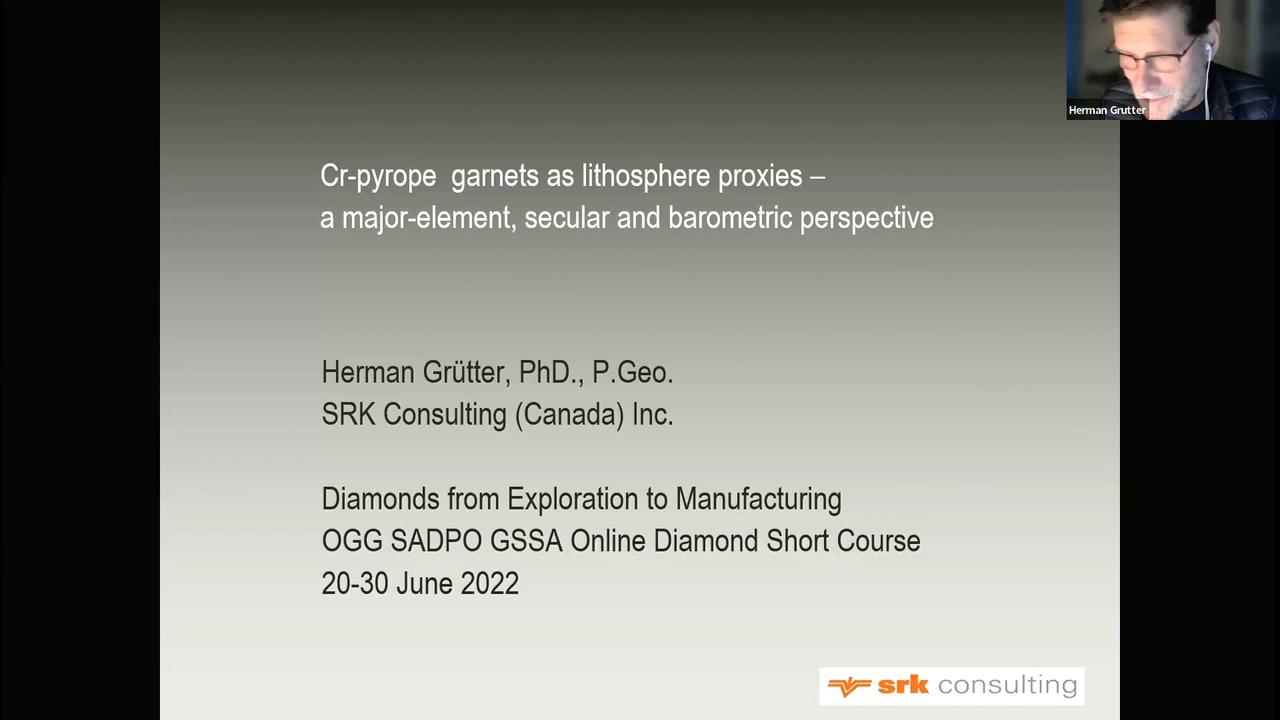 Herman Grutter
Cr-pyrope garnets as lithosphere proxies –
a major-element, secular and barometric perspective
Herman Grütter, PhD., P.Geo.
SRK Consulting (Canada) Inc.
Diamonds from Exploration to Manufacturing
OGG SADPO GSSA Online Diamond Short Course
20-30 June 2022
srk consulting